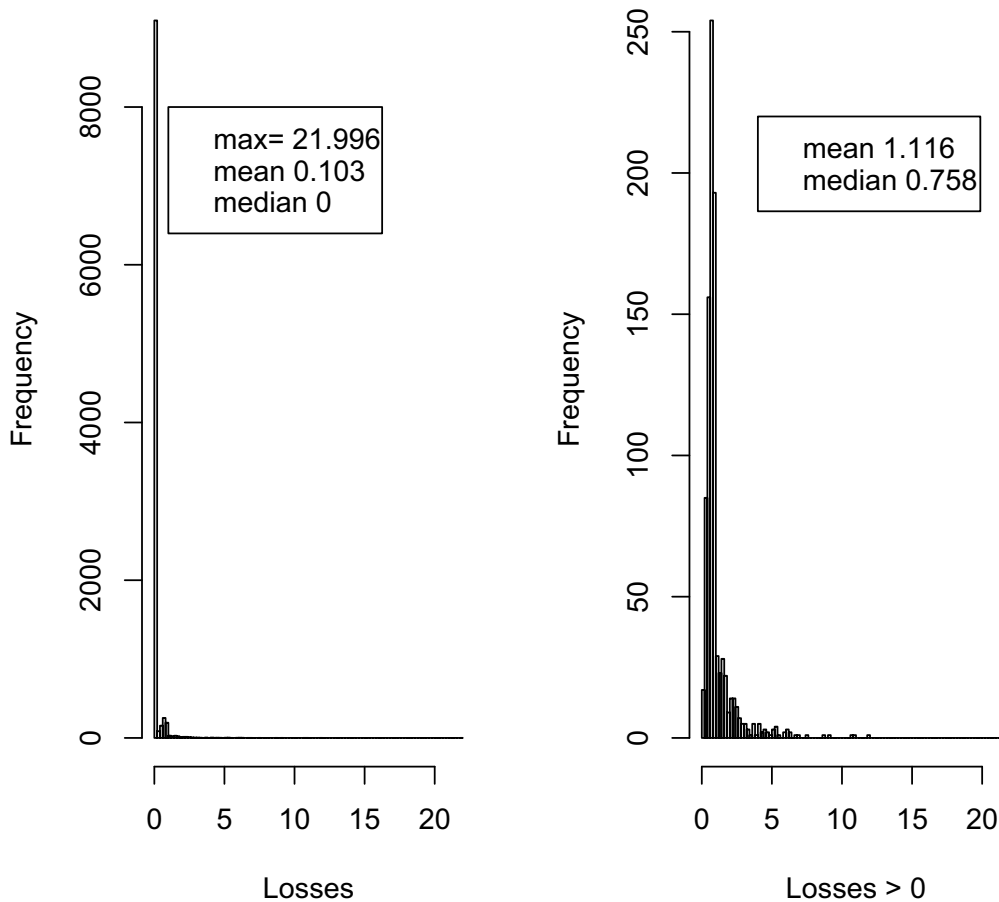 Frequency
0
2000
4000
6000
8000
max= 21.996
mean 0.103
median 0
0 5 10 15 20
Losses
Frequency
0
50
100
150
200
250
mean 1.116
median 0.758
0 5 10 15 20
Losses > 0